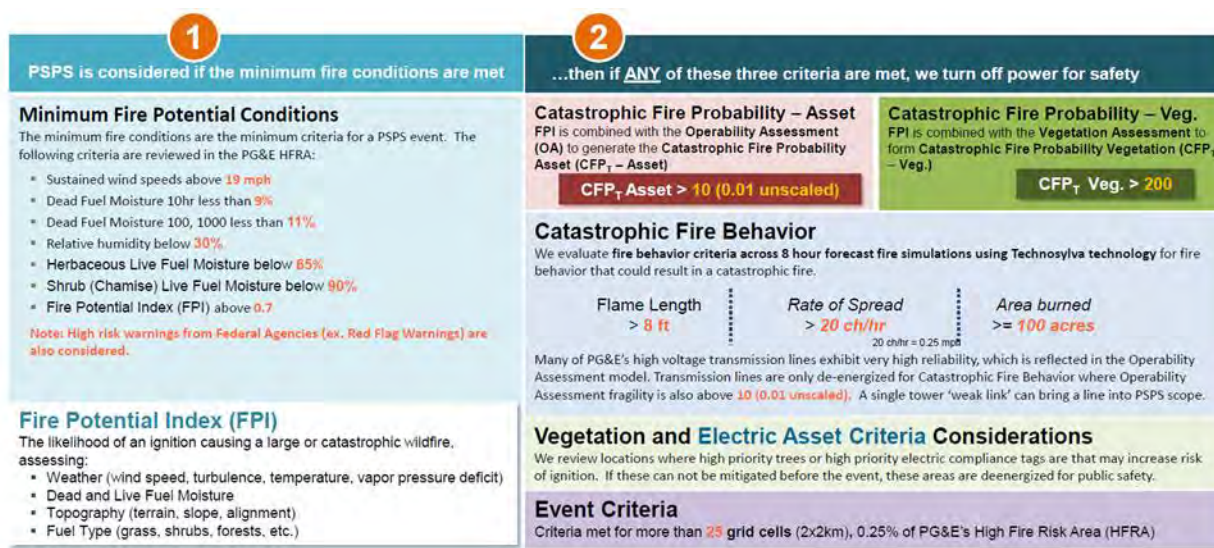 1
PSPS is considered if the minimum fire conditions are met
Minimum Fire Potential Conditions
The minimum fire conditions are the minimum criteria for a PSPS event. The
following criteria are reviewed in the PG&E HFRA:
▪ Sustained wind speeds above 19 mph
▪ Dead Fuel Moisture 10hr less than 9%
▪ Dead Fuel Moisture 100, 1000 less than 11%
▪ Relative humidity below 30%
▪ Herbaceous Live Fuel Moisture below 65%
▪ Shrub (Chamise) Live Fuel Moisture below 90%
▪ Fire Potential Index (FPI) above 0.7
Note: High risk warnings from Federal Agencies (ex. Red Flag Warnings) are
also considered.
Fire Potential Index (FPI)
The likelihood of an ignition causing a large or catastrophic wildfire,
assessing:
▪ Weather (wind speed, turbulence, temperature, vapor pressure deficit)
▪ Dead and Live Fuel Moisture
▪ Topography (terrain, slope, alignment)
▪ Fuel Type (grass, shrubs, forests, etc.)
2
...then if ANY of these three criteria are met, we turn off power for safety
Catastrophic Fire Probability – Asset
FPI is combined with the Operability Assessment
(OA) to generate the Catastrophic Fire Probability
Asset (CFPT – Asset)
CFPT Asset > 10 (0.01 unscaled)
Catastrophic Fire Probability – Veg.
FPI is combined with the Vegetation Assessment to
form Catastrophic Fire Probability Vegetation (CFPT
– Veg.)
CFPT Veg. > 200
Catastrophic Fire Behavior
We evaluate fire behavior criteria across 8 hour forecast fire simulations using Technosylva technology for fire
behavior that could result in a catastrophic fire.
Flame Length
> 8 ft
Rate of Spread
> 20 ch/hr
20 ch/hr = 0.25 mph
Area burned
>= 100 acres
Many of PG&E's high voltage transmission lines exhibit very high reliability, which is reflected in the Operability
Assessment model. Transmission lines are only de-energized for Catastrophic Fire Behavior where Operability
Assessment fragility is also above 10 (0.01 unscaled). A single tower 'weak link' can bring a line into PSPS scope.
Vegetation and Electric Asset Criteria Considerations
We review locations where high priority trees or high priority electric compliance tags are that may increase risk
of ignition. If these can not be mitigated before the event, these areas are deenergized for public safety.
Event Criteria
Criteria met for more than 25 grid cells (2x2km), 0.25% of PG&E's High Fire Risk Area (HFRA)